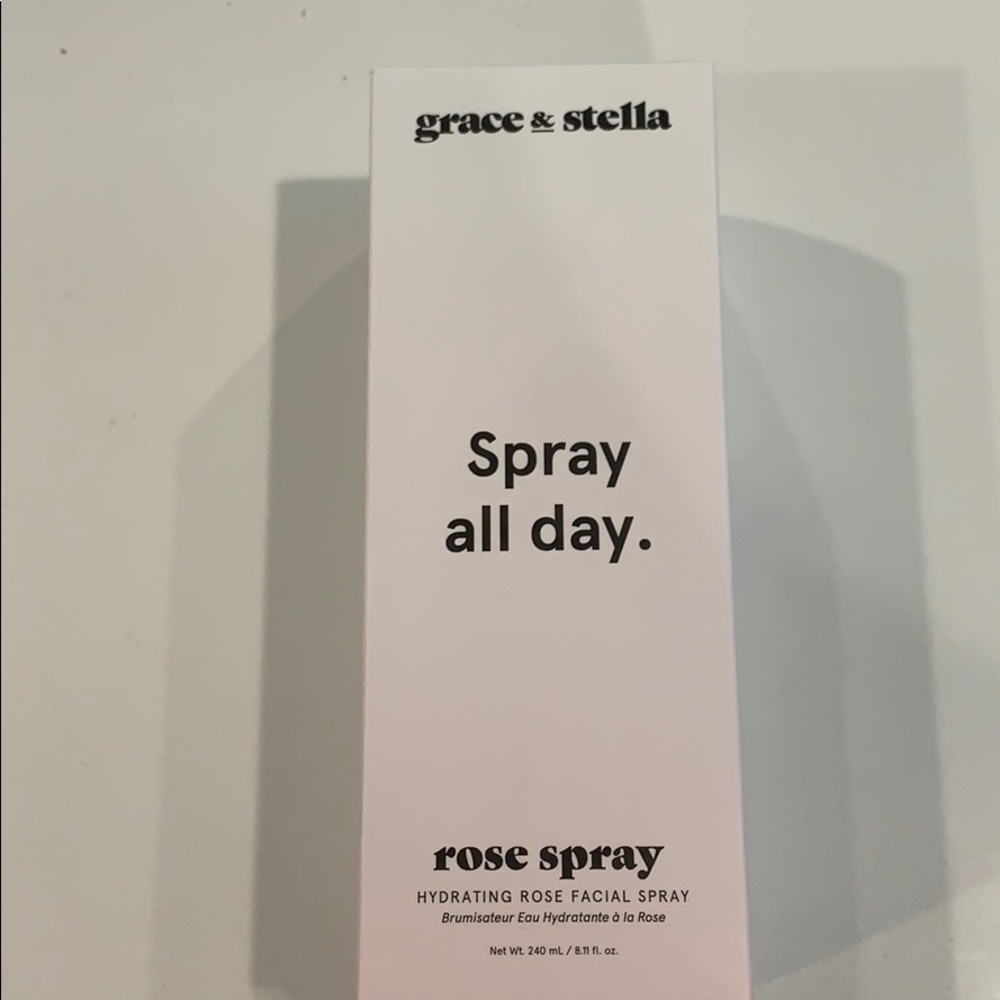 grace & stella
Spray
all day.
rose spray
HYDRATING ROSE FACIAL SPRAY
Brumisateur Eau Hydratante à la Rose
Net Wt. 240 mL / 8.11 fl. oz.